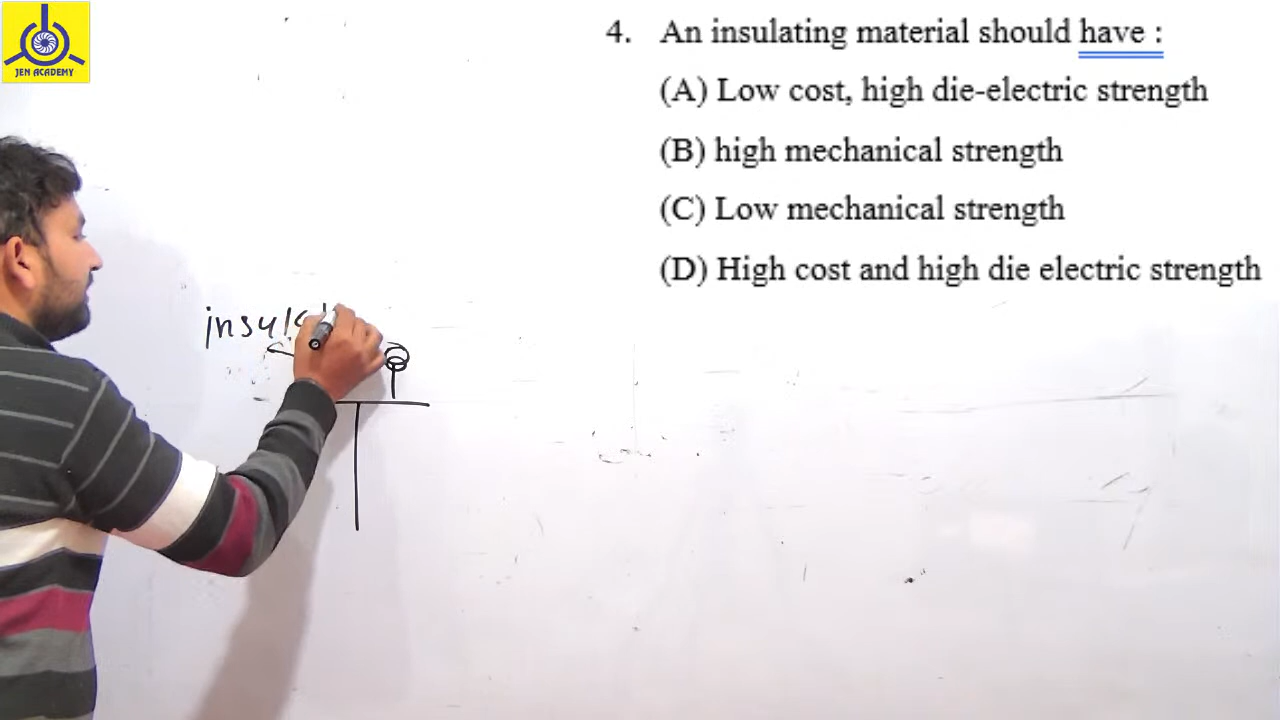 JEN ACADEMY
4. An insulating material should have :
(A) Low cost, high die-electric strength
(B) high mechanical strength
(C) Low mechanical strength
(D) High cost and high die electric strength